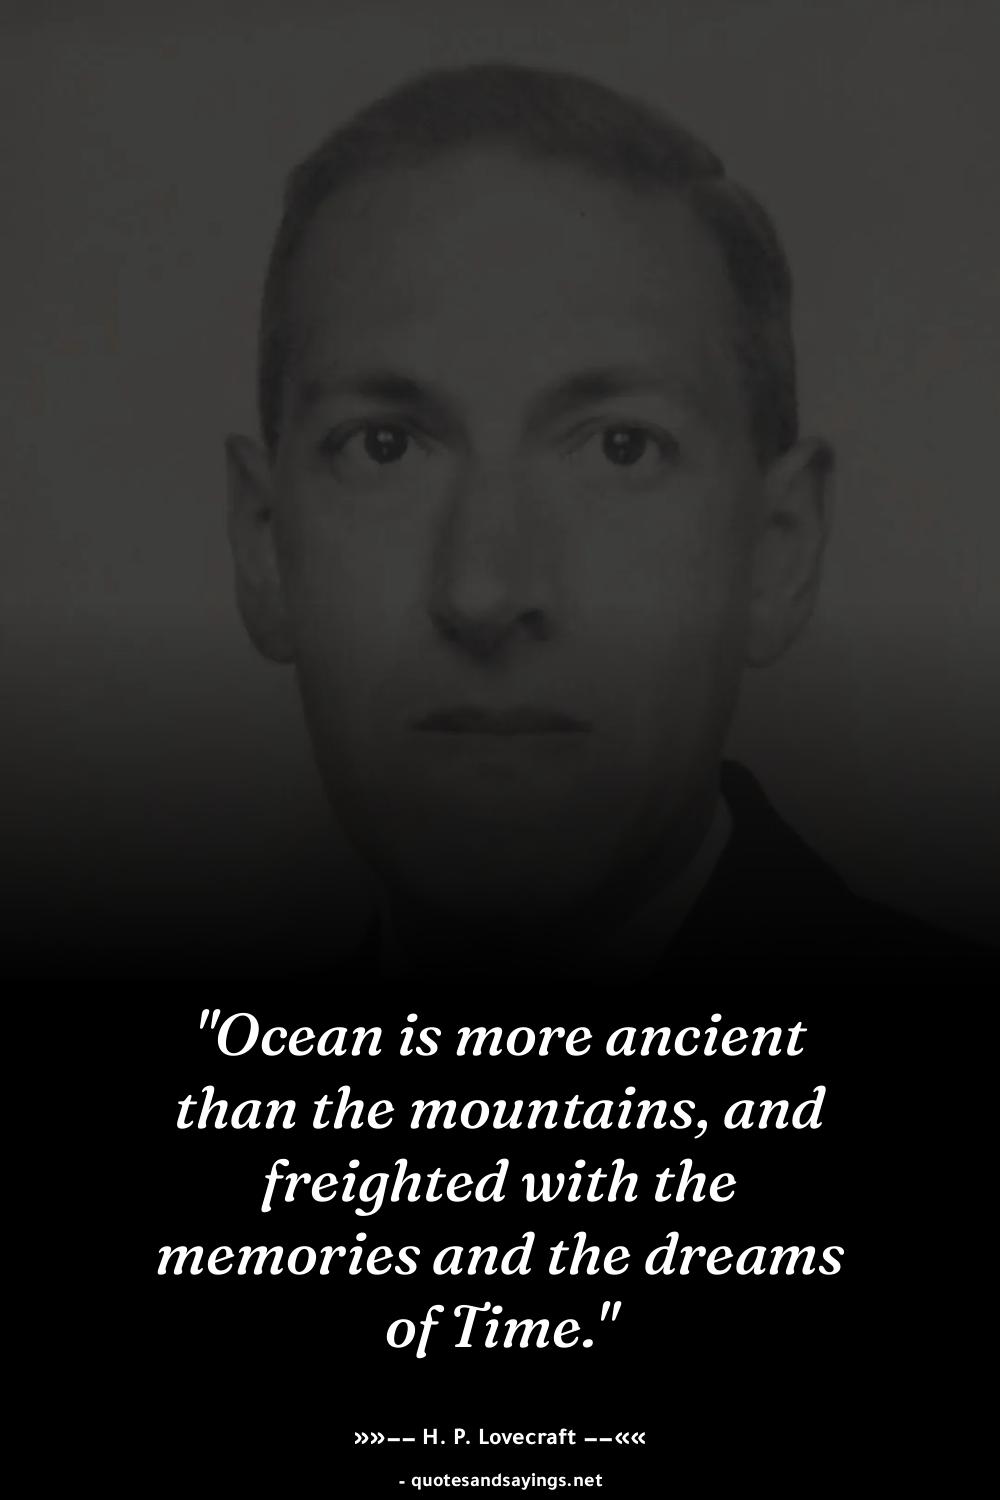 "Ocean is more ancient
than the mountains, and
freighted with the
memories and the dreams
of Time."
»»–– H. P. Lovecraft ––««
- quotesandsayings.net